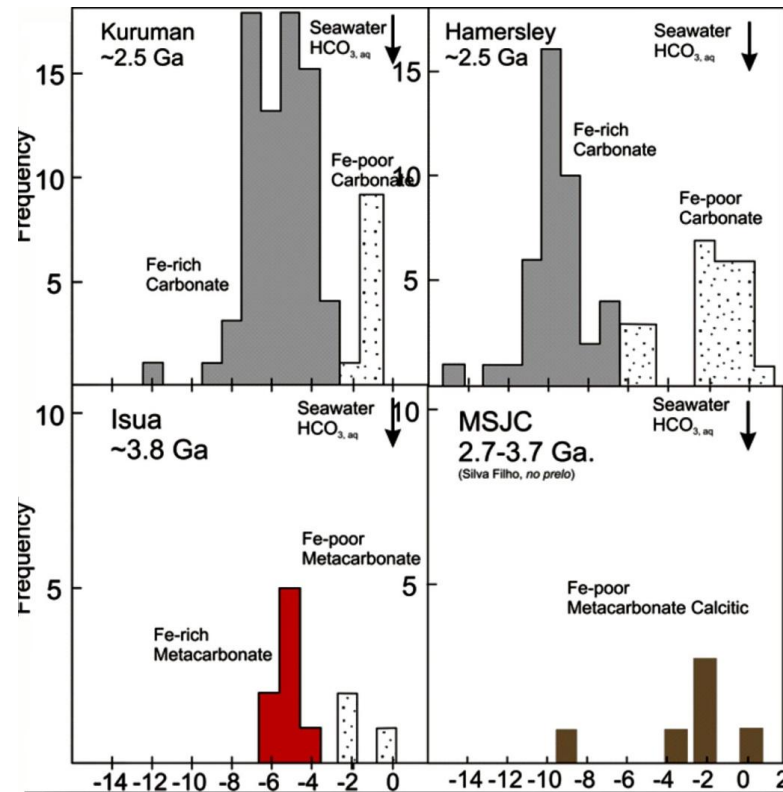 Kuruman
~2.5 Ga
Seawater
HCO3, aq
Fe-poor
Carbonate
Fe-rich
Carbonate
Frequency
15
10
5
Hamersley
~2.5 Ga
Seawater
HCO3, aq
Fe-rich
Carbonate
Fe-poor
Carbonate
15
10
5
Isua
~3.8 Ga
Seawater
HCO3, aq
Fe-poor
Metacarbonate
Fe-rich
Metacarbonate
Frequency
10
5
-14 -12 -10 -8 -6 -4 -2 0
MSJC
2.7-3.7 Ga.
(Silva Filho, no prelo)
Seawater
HCO3, aq
Fe-poor
Metacarbonate Calcitic
10
5
-14 -12 -10 -8 -6 -4 -2 0 2